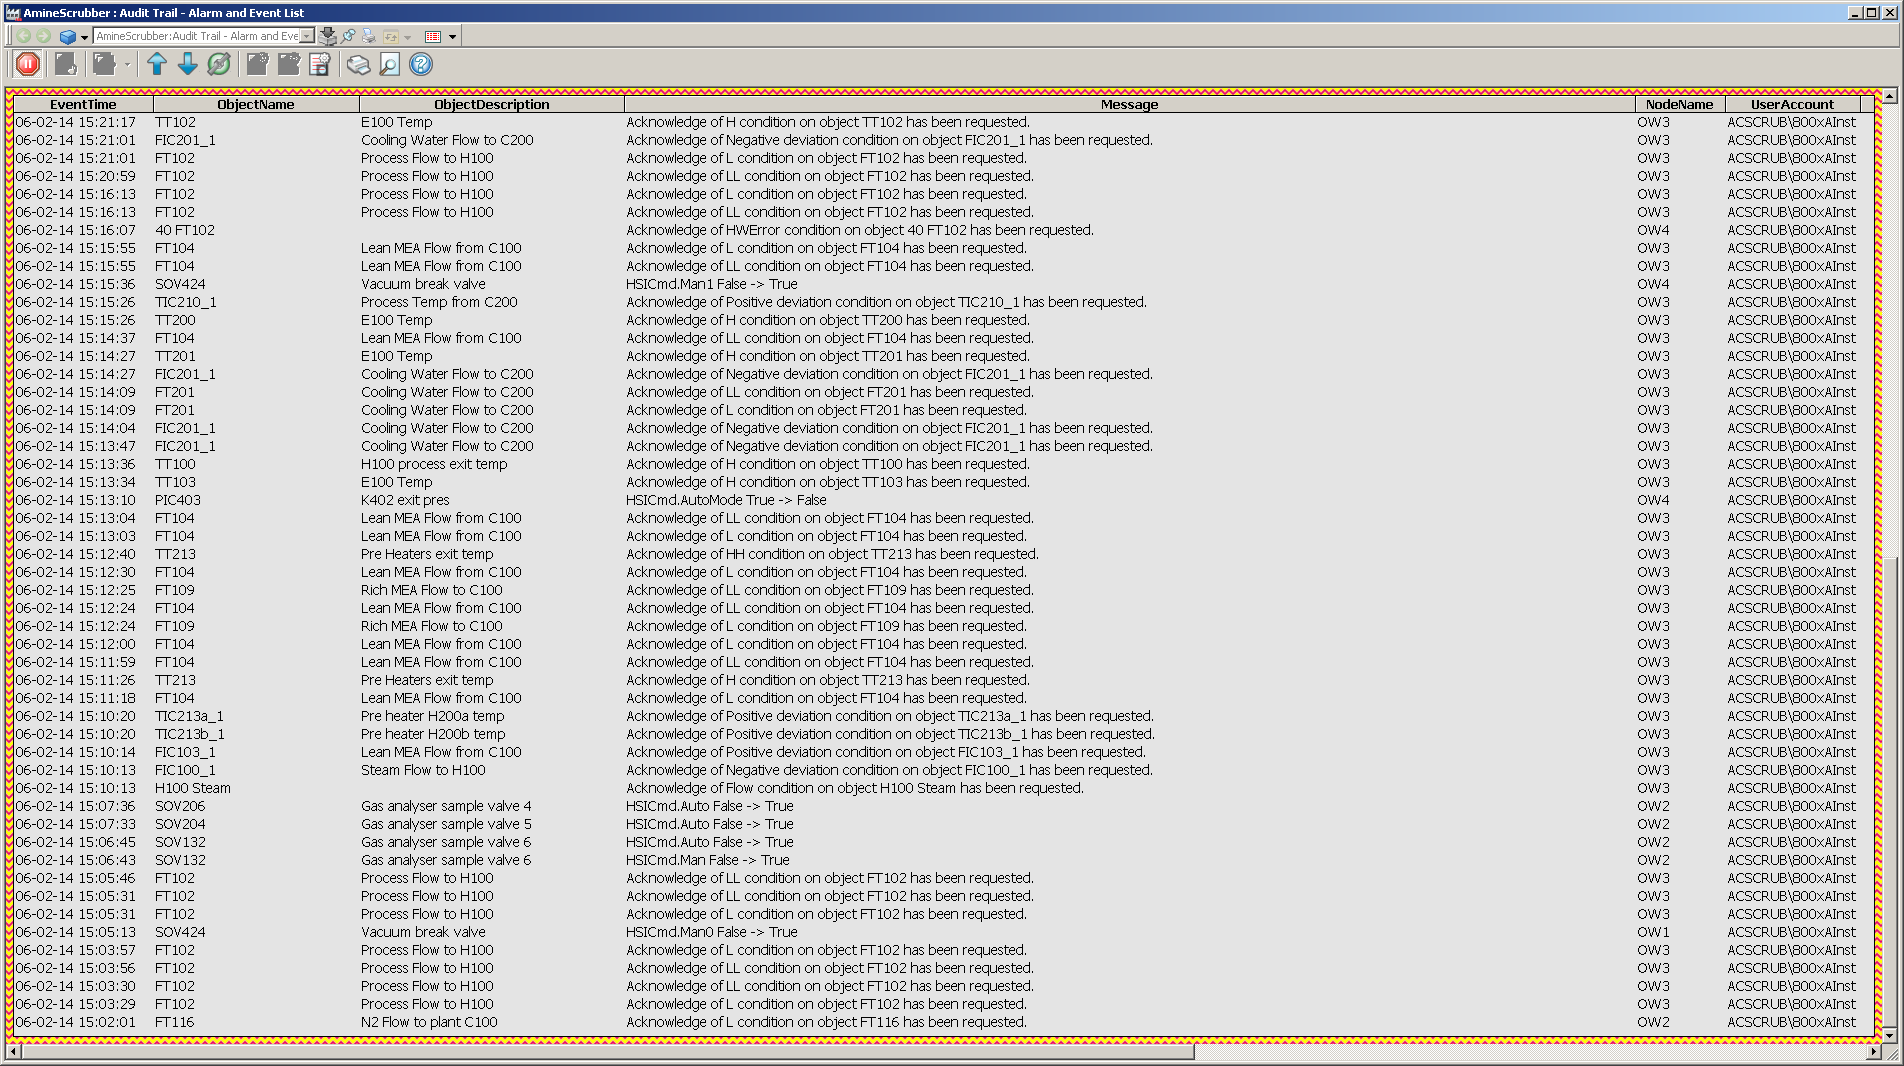 AmineScrubber : Audit Trail - Alarm and Event List
AmineScrubber:Audit Trail - Alarm and Eve
EventTime ObjectName ObjectDescription Message NodeName UserAccount
06-02-14 15:21:17 TT102 E100 Temp Acknowledge of H condition on object TT102 has been requested. OW3 ACSCRUB\800xAInst
06-02-14 15:21:01 FIC201_1 Cooling Water Flow to C200 Acknowledge of Negative deviation condition on object FIC201_1 has been requested. OW3 ACSCRUB\800xAInst
06-02-14 15:21:01 FT102 Process Flow to H100 Acknowledge of L condition on object FT102 has been requested. OW3 ACSCRUB\800xAInst
06-02-14 15:20:59 FT102 Process Flow to H100 Acknowledge of LL condition on object FT102 has been requested. OW3 ACSCRUB\800xAInst
06-02-14 15:16:13 FT102 Process Flow to H100 Acknowledge of L condition on object FT102 has been requested. OW3 ACSCRUB\800xAInst
06-02-14 15:16:13 FT102 Process Flow to H100 Acknowledge of LL condition on object FT102 has been requested. OW3 ACSCRUB\800xAInst
06-02-14 15:16:07 40 FT102 Acknowledge of HWError condition on object 40 FT102 has been requested. OW4 ACSCRUB\800xAInst
06-02-14 15:15:55 FT104 Lean MEA Flow from C100 Acknowledge of L condition on object FT104 has been requested. OW3 ACSCRUB\800xAInst
06-02-14 15:15:55 FT104 Lean MEA Flow from C100 Acknowledge of LL condition on object FT104 has been requested. OW3 ACSCRUB\800xAInst
06-02-14 15:15:36 SOV424 Vacuum break valve HSICmd.Man1 False -> True OW4 ACSCRUB\800xAInst
06-02-14 15:15:26 TIC210_1 Process Temp from C200 Acknowledge of Positive deviation condition on object TIC210_1 has been requested. OW3 ACSCRUB\800xAInst
06-02-14 15:15:26 TT200 E100 Temp Acknowledge of H condition on object TT200 has been requested. OW3 ACSCRUB\800xAInst
06-02-14 15:14:37 FT104 Lean MEA Flow from C100 Acknowledge of LL condition on object FT104 has been requested. OW3 ACSCRUB\800xAInst
06-02-14 15:14:27 TT201 E100 Temp Acknowledge of H condition on object TT201 has been requested. OW3 ACSCRUB\800xAInst
06-02-14 15:14:27 FIC201_1 Cooling Water Flow to C200 Acknowledge of Negative deviation condition on object FIC201_1 has been requested. OW3 ACSCRUB\800xAInst
06-02-14 15:14:09 FT201 Cooling Water Flow to C200 Acknowledge of LL condition on object FT201 has been requested. OW3 ACSCRUB\800xAInst
06-02-14 15:14:09 FT201 Cooling Water Flow to C200 Acknowledge of L condition on object FT201 has been requested. OW3 ACSCRUB\800xAInst
06-02-14 15:14:04 FIC201_1 Cooling Water Flow to C200 Acknowledge of Negative deviation condition on object FIC201_1 has been requested. OW3 ACSCRUB\800xAInst
06-02-14 15:13:47 FIC201_1 Cooling Water Flow to C200 Acknowledge of Negative deviation condition on object FIC201_1 has been requested. OW3 ACSCRUB\800xAInst
06-02-14 15:13:36 TT100 H100 process exit temp Acknowledge of H condition on object TT100 has been requested. OW3 ACSCRUB\800xAInst
06-02-14 15:13:34 TT103 E100 Temp Acknowledge of H condition on object TT103 has been requested. OW3 ACSCRUB\800xAInst
06-02-14 15:13:10 PIC403 K402 exit pres HSICmd.AutoMode True -> False OW4 ACSCRUB\800xAInst
06-02-14 15:13:04 FT104 Lean MEA Flow from C100 Acknowledge of LL condition on object FT104 has been requested. OW3 ACSCRUB\800xAInst
06-02-14 15:13:03 FT104 Lean MEA Flow from C100 Acknowledge of L condition on object FT104 has been requested. OW3 ACSCRUB\800xAInst
06-02-14 15:12:40 TT213 Pre Heaters exit temp Acknowledge of HH condition on object TT213 has been requested. OW3 ACSCRUB\800xAInst
06-02-14 15:12:30 FT104 Lean MEA Flow from C100 Acknowledge of L condition on object FT104 has been requested. OW3 ACSCRUB\800xAInst
06-02-14 15:12:25 FT109 Rich MEA Flow to C100 Acknowledge of LL condition on object FT109 has been requested. OW3 ACSCRUB\800xAInst
06-02-14 15:12:24 FT104 Lean MEA Flow from C100 Acknowledge of LL condition on object FT104 has been requested. OW3 ACSCRUB\800xAInst
06-02-14 15:12:24 FT109 Rich MEA Flow to C100 Acknowledge of L condition on object FT109 has been requested. OW3 ACSCRUB\800xAInst
06-02-14 15:12:00 FT104 Lean MEA Flow from C100 Acknowledge of L condition on object FT104 has been requested. OW3 ACSCRUB\800xAInst
06-02-14 15:11:59 FT104 Lean MEA Flow from C100 Acknowledge of LL condition on object FT104 has been requested. OW3 ACSCRUB\800xAInst
06-02-14 15:11:26 TT213 Pre Heaters exit temp Acknowledge of H condition on object TT213 has been requested. OW3 ACSCRUB\800xAInst
06-02-14 15:11:18 FT104 Lean MEA Flow from C100 Acknowledge of L condition on object FT104 has been requested. OW3 ACSCRUB\800xAInst
06-02-14 15:10:20 TIC213a_1 Pre heater H200a temp Acknowledge of Positive deviation condition on object TIC213a_1 has been requested. OW3 ACSCRUB\800xAInst
06-02-14 15:10:20 TIC213b_1 Pre heater H200b temp Acknowledge of Positive deviation condition on object TIC213b_1 has been requested. OW3 ACSCRUB\800xAInst
06-02-14 15:10:14 FIC103_1 Lean MEA Flow from C100 Acknowledge of Positive deviation condition on object FIC103_1 has been requested. OW3 ACSCRUB\800xAInst
06-02-14 15:10:13 FIC100_1 Steam Flow to H100 Acknowledge of Negative deviation condition on object FIC100_1 has been requested. OW3 ACSCRUB\800xAInst
06-02-14 15:10:13 H100 Steam Acknowledge of Flow condition on object H100 Steam has been requested. OW3 ACSCRUB\800xAInst
06-02-14 15:07:36 SOV206 Gas analyser sample valve 4 HSICmd.Auto False -> True OW2 ACSCRUB\800xAInst
06-02-14 15:07:33 SOV204 Gas analyser sample valve 5 HSICmd.Auto False -> True OW2 ACSCRUB\800xAInst
06-02-14 15:06:45 SOV132 Gas analyser sample valve 6 HSICmd.Auto False -> True OW2 ACSCRUB\800xAInst
06-02-14 15:06:43 SOV132 Gas analyser sample valve 6 HSICmd.Man False -> True OW2 ACSCRUB\800xAInst
06-02-14 15:05:46 FT102 Process Flow to H100 Acknowledge of LL condition on object FT102 has been requested. OW3 ACSCRUB\800xAInst
06-02-14 15:05:31 FT102 Process Flow to H100 Acknowledge of LL condition on object FT102 has been requested. OW3 ACSCRUB\800xAInst
06-02-14 15:05:31 FT102 Process Flow to H100 Acknowledge of L condition on object FT102 has been requested. OW3 ACSCRUB\800xAInst
06-02-14 15:05:13 SOV424 Vacuum break valve HSICmd.Man0 False -> True OW1 ACSCRUB\800xAInst
06-02-14 15:03:57 FT102 Process Flow to H100 Acknowledge of L condition on object FT102 has been requested. OW3 ACSCRUB\800xAInst
06-02-14 15:03:56 FT102 Process Flow to H100 Acknowledge of LL condition on object FT102 has been requested. OW3 ACSCRUB\800xAInst
06-02-14 15:03:30 FT102 Process Flow to H100 Acknowledge of LL condition on object FT102 has been requested. OW3 ACSCRUB\800xAInst
06-02-14 15:03:29 FT102 Process Flow to H100 Acknowledge of L condition on object FT102 has been requested. OW3 ACSCRUB\800xAInst
06-02-14 15:02:01 FT116 N2 Flow to plant C100 Acknowledge of L condition on object FT116 has been requested. OW2 ACSCRUB\800xAInst